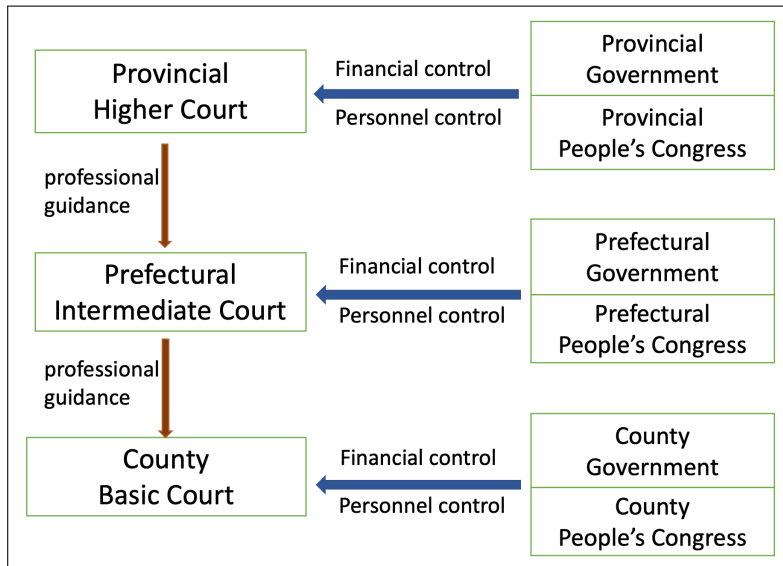 Provincial
Higher Court
Financial control
Personnel control
Provincial
Government
Provincial
People’s Congress
professional
guidance
Prefectural
Intermediate Court
Financial control
Personnel control
Prefectural
Government
Prefectural
People’s Congress
professional
guidance
County
Basic Court
Financial control
Personnel control
County
Government
County
People’s Congress